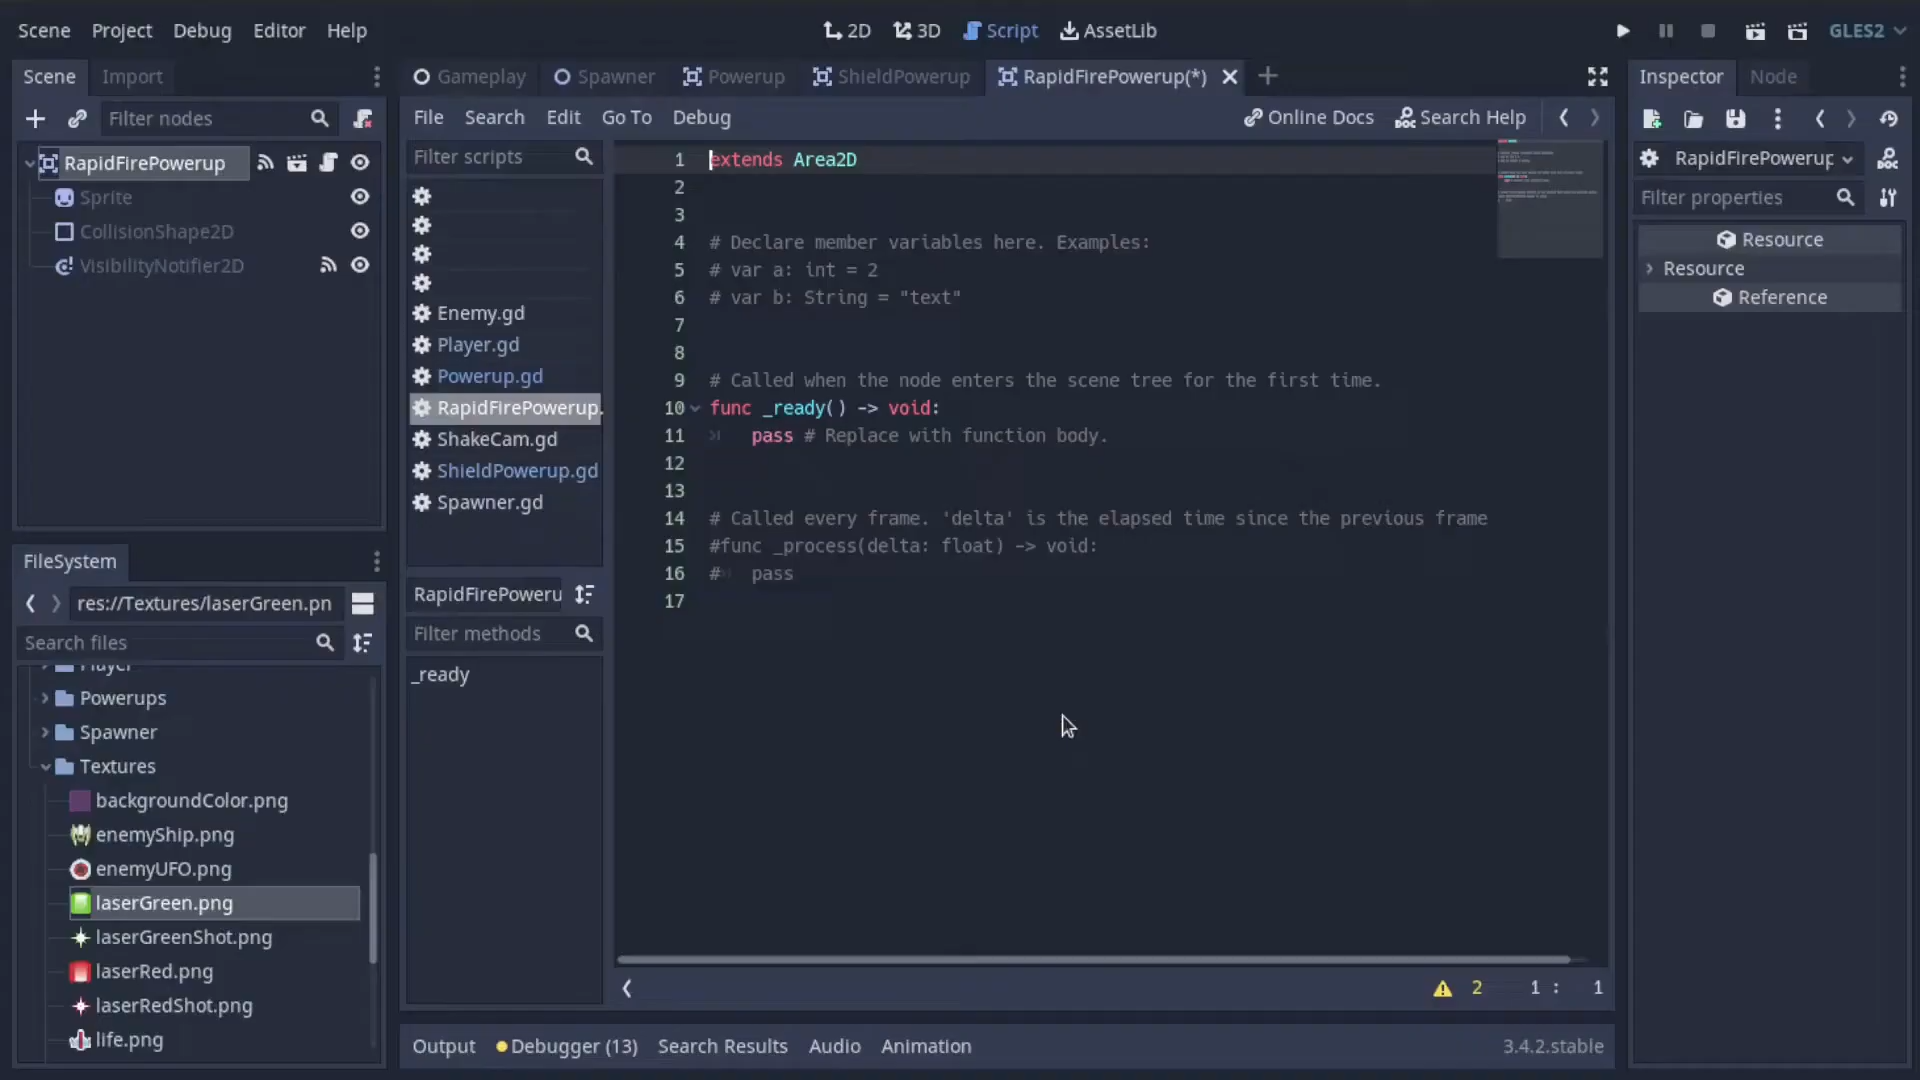 Scene Project Debug Editor Help
2D 3D Script AssetLib
GLES2
Scene Import
Filter nodes
RapidFirePowerup
Sprite
CollisionShape2D
VisibilityNotifier2D
FileSystem
res://Textures/laserGreen.pn
Search files
Player
Powerups
Spawner
Textures
backgroundColor.png
enemyShip.png
enemyUFO.png
laserGreen.png
laserGreenShot.png
laserRed.png
laserRedShot.png
life.png
Gameplay Spawner Powerup ShieldPowerup RapidFirePowerup(*)
File Search Edit Go To Debug
Online Docs Search Help
Filter scripts
Enemy.gd
Player.gd
Powerup.gd
RapidFirePowerup.
ShakeCam.gd
ShieldPowerup.gd
Spawner.gd
RapidFirePoweru
Filter methods
_ready
1 extends Area2D
2
3
4 # Declare member variables here. Examples:
5 # var a: int = 2
6 # var b: String = "text"
7
8
9 # Called when the node enters the scene tree for the first time.
10 func _ready() -> void:
11 pass # Replace with function body.
12
13
14 # Called every frame. 'delta' is the elapsed time since the previous frame
15 #func _process(delta: float) -> void:
16 # pass
17
2 1 : 1
Output Debugger (13) Search Results Audio Animation
3.4.2.stable
Inspector Node
RapidFirePowerup
Filter properties
Resource
Resource
Reference